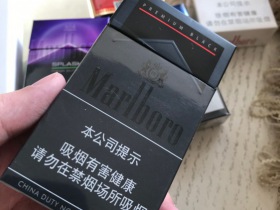 PREMIUM BLACK
SPLASH
Marlboro
本公司提示
吸烟有害健康
请勿在禁烟场所吸烟
CHINA DUTY